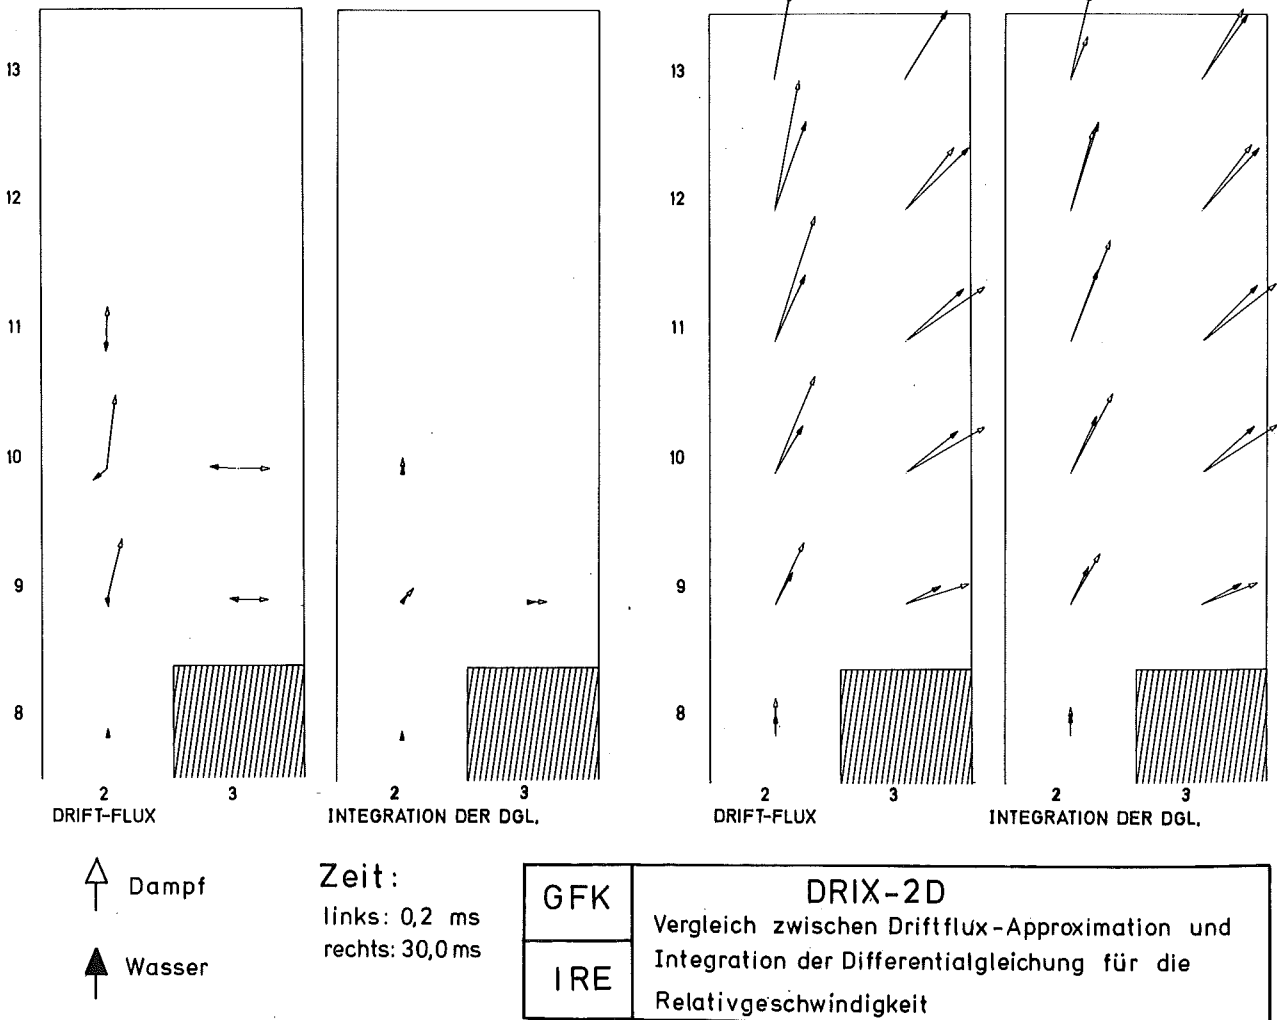 13
13
12
12
11
11
10
10
9
9
8
8
2 3 2 3 2 3 2 3
DRIFT-FLUX INTEGRATION DER DGL. DRIFT-FLUX INTEGRATION DER DGL.
Dampf
Wasser
Zeit:
links: 0,2 ms
rechts: 30,0 ms
GFK
IRE
DRIX-2D
Vergleich zwischen Driftflux-Approximation und
Integration der Differentialgleichung für die
Relativgeschwindigkeit